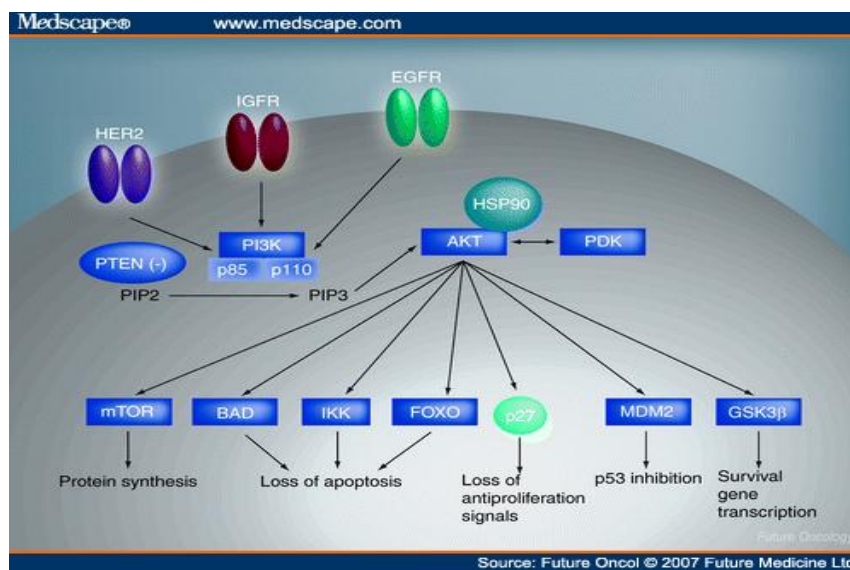 Medscape® www.medscape.com
EGFR
IGFR
HER2
HSP90
PI3K
AKT
PDK
PTEN (-)
p85 p110
PIP2
PIP3
mTOR
BAD
IKK
FOXO
p27
MDM2
GSK3β
Protein synthesis
Loss of apoptosis
Loss of
antiproliferation
signals
p53 inhibition
Survival
gene
transcription
Future Oncology
Source: Future Oncol © 2007 Future Medicine Ltd